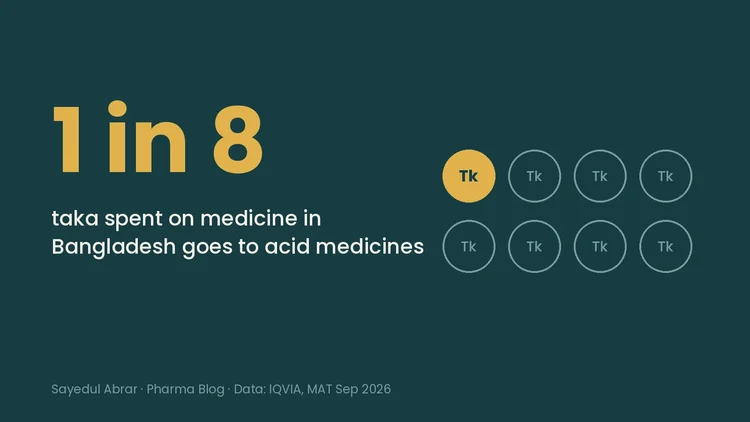 1 in 8
taka spent on medicine in
Bangladesh goes to acid medicines
Tk Tk Tk Tk
Tk Tk Tk Tk
Sayedul Abrar · Pharma Blog · Data: IQVIA, MAT Sep 2026